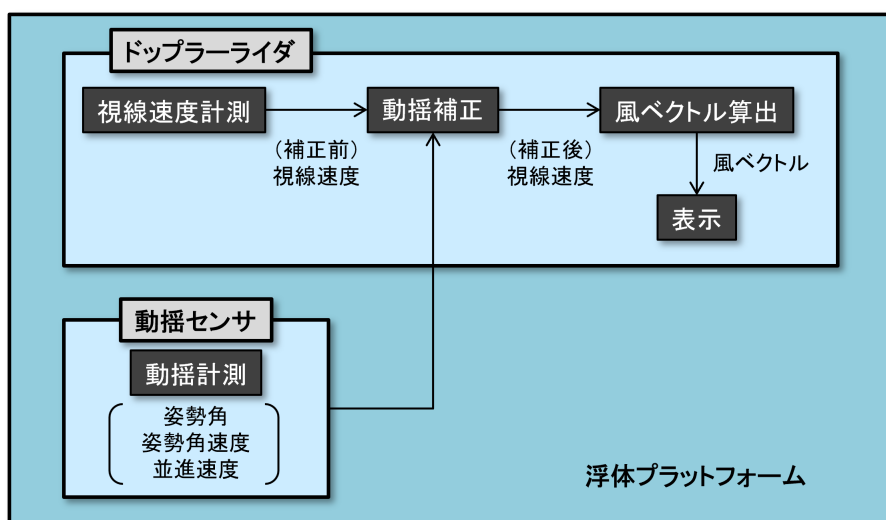 ドップラーライダ
視線速度計測
動揺補正
風ベクトル算出
（補正前）
視線速度
（補正後）
視線速度
風ベクトル
表示
動揺センサ
動揺計測
姿勢角
姿勢角速度
並進速度
浮体プラットフォーム